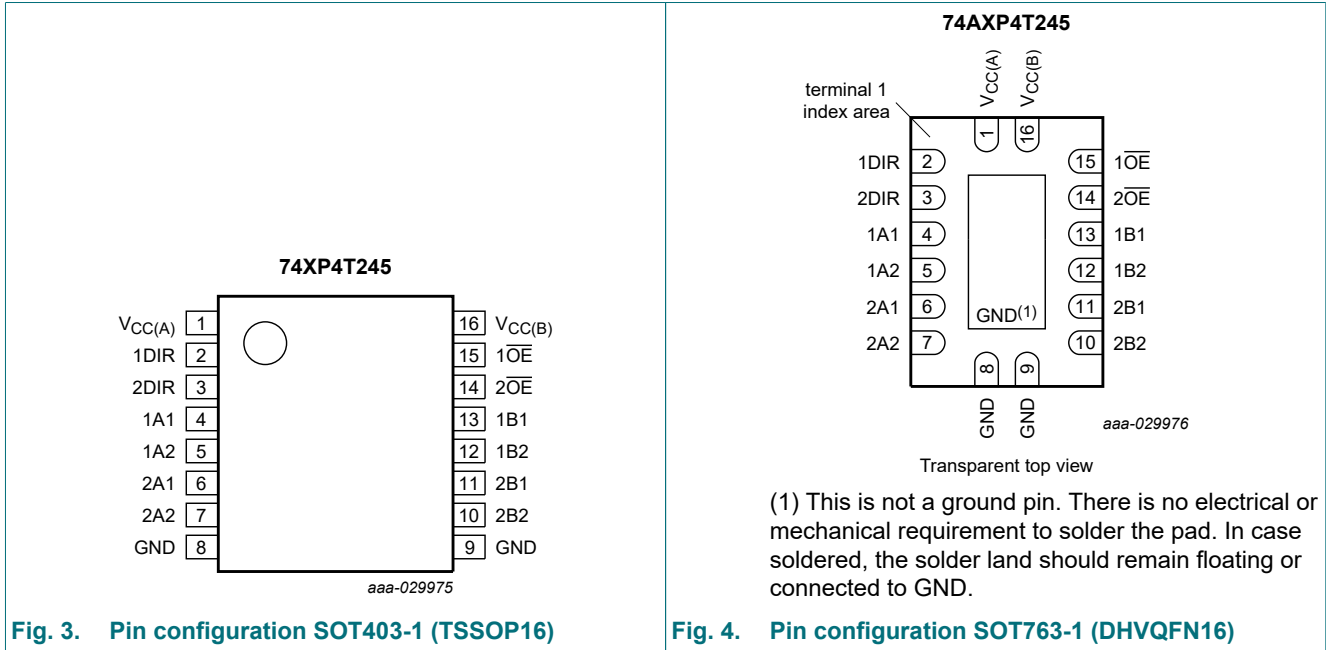 74XP4T245
VCC(A) 1
16 VCC(B)
1DIR 2
15 1O̅E̅
2DIR 3
14 2O̅E̅
1A1 4
13 1B1
1A2 5
12 1B2
2A1 6
11 2B1
2A2 7
10 2B2
GND 8
9 GND
aaa-029975
Fig. 3. Pin configuration SOT403-1 (TSSOP16)
74AXP4T245
VCC(A)
VCC(B)
terminal 1
index area
1
16
1DIR 2
15 1O̅E̅
2DIR 3
14 2O̅E̅
1A1 4
13 1B1
1A2 5
12 1B2
2A1 6
11 2B1
GND(1)
2A2 7
10 2B2
8
9
GND
GND
aaa-029976
Transparent top view
(1) This is not a ground pin. There is no electrical or
mechanical requirement to solder the pad. In case
soldered, the solder land should remain floating or
connected to GND.
Fig. 4. Pin configuration SOT763-1 (DHVQFN16)